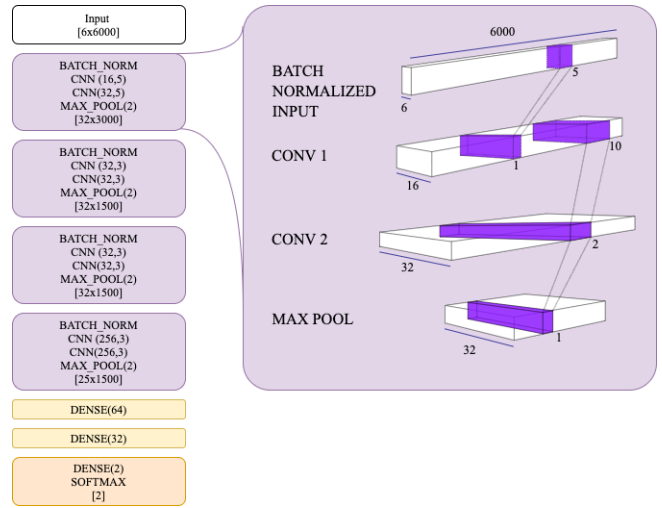 Input
[6x6000]
BATCH_NORM
CNN (16,5)
CNN(32,5)
MAX_POOL(2)
[32x3000]
BATCH_NORM
CNN (32,3)
CNN(32,3)
MAX_POOL(2)
[32x1500]
BATCH_NORM
CNN (32,3)
CNN(32,3)
MAX_POOL(2)
[32x1500]
BATCH_NORM
CNN (256,3)
CNN(256,3)
MAX_POOL(2)
[25x1500]
DENSE(64)
DENSE(32)
DENSE(2)
SOFTMAX
[2]
6000
BATCH
NORMALIZED
INPUT
5
6
CONV 1
10
1
16
CONV 2
2
32
MAX POOL
1
32